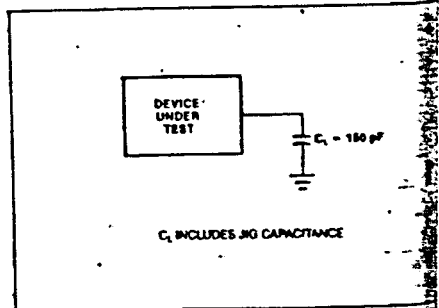 DEVICE
UNDER
TEST
C_L = 150 pF
C_L INCLUDES JIG CAPACITANCE